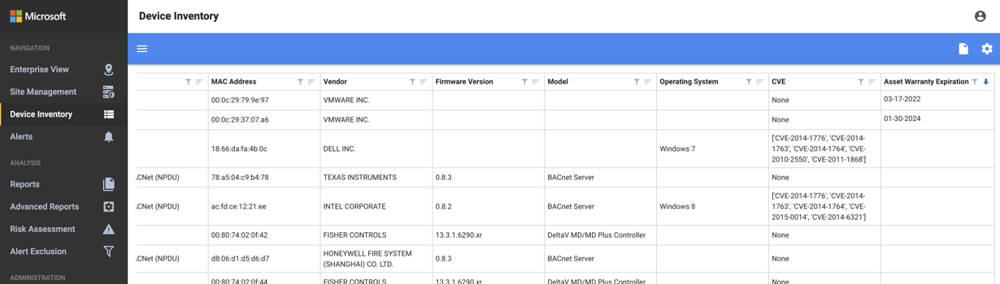 Microsoft
Device Inventory
NAVIGATION
Enterprise View
Site Management
Device Inventory
Alerts
ANALYSIS
Reports
Advanced Reports
Risk Assessment
Alert Exclusion
ADMINISTRATION
MAC Address Vendor Firmware Version Model Operating System CVE Asset Warranty Expiration
00:0c:29:79:9e:97 VMWARE INC. None 03-17-2022
00:0c:29:37:07:a6 VMWARE INC. None 01-30-2024
18:66:da:fa:4b:0c DELL INC. Windows 7 ['CVE-2014-1776', 'CVE-2014-
1763', 'CVE-2014-1764', 'CVE-
2010-2550', 'CVE-2011-1868']
ACNet (NPDU) 78:a5:04:c9:b4:78 TEXAS INSTRUMENTS 0.8.3 BACnet Server None
ACNet (NPDU) ac:fd:ce:12:21:ee INTEL CORPORATE 0.8.2 BACnet Server Windows 8 ['CVE-2014-1776', 'CVE-2014-
1763', 'CVE-2014-1764', 'CVE-
2015-0014', 'CVE-2014-6321']
00:80:74:02:0f:42 FISHER CONTROLS 13.3.1.6290.xr DeltaV MD/MD Plus Controller None
ACNet (NPDU) d8:06:d1:d5:d6:d7 HONEYWELL FIRE SYSTEM
(SHANGHAI) CO. LTD. 0.8.3 BACnet Server None
00:80:74:02:0f:44 FISHER CONTROLS 13.3.1.6290.xr DeltaV MD/MD Plus Controller None